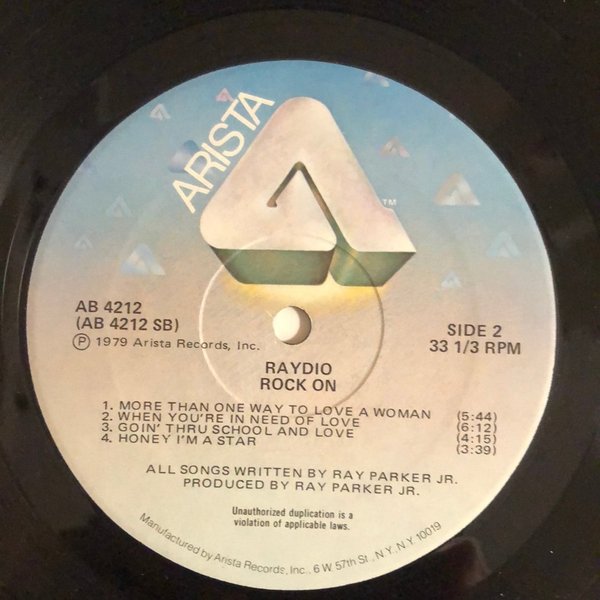 ARISTA
TM
AB 4212
(AB 4212 SB)
Ⓟ 1979 Arista Records, Inc.
SIDE 2
33 1/3 RPM
RAYDIO
ROCK ON
1. MORE THAN ONE WAY TO LOVE A WOMAN (5:44)
2. WHEN YOU'RE IN NEED OF LOVE (6:12)
3. GOIN' THRU SCHOOL AND LOVE (4:15)
4. HONEY I'M A STAR (3:39)
ALL SONGS WRITTEN BY RAY PARKER JR.
PRODUCED BY RAY PARKER JR.
Unauthorized duplication is a
violation of applicable laws.
Manufactured by Arista Records, Inc., 6 W. 57th St., N.Y., N.Y. 10019